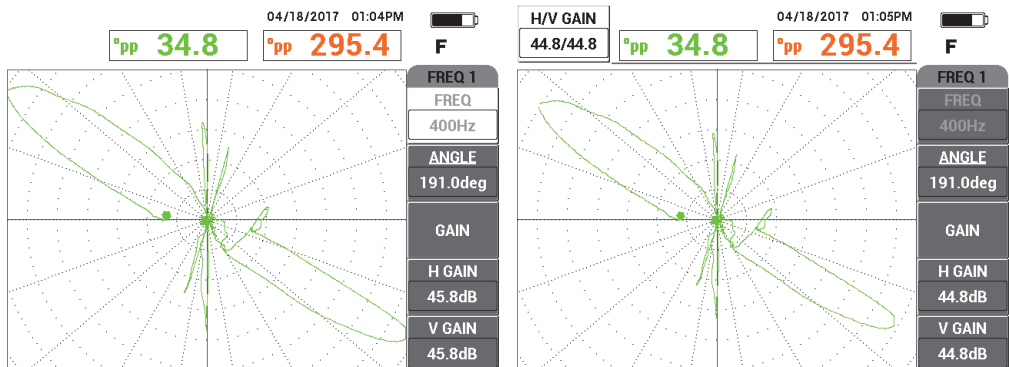 04/18/2017 01:04PM
°pp 34.8 °pp 295.4 F
FREQ 1
FREQ
400Hz
ANGLE
191.0deg
GAIN
H GAIN
45.8dB
V GAIN
45.8dB
H/V GAIN
44.8/44.8
04/18/2017 01:05PM
°pp 34.8 °pp 295.4 F
FREQ 1
FREQ
400Hz
ANGLE
191.0deg
GAIN
H GAIN
44.8dB
V GAIN
44.8dB